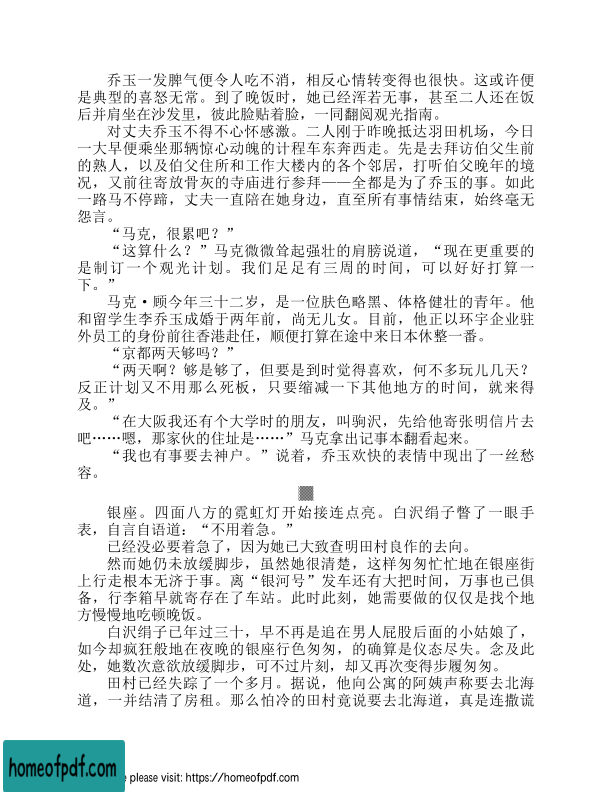 乔玉一发脾气便令人吃不消，相反心情转变得也很快。这或许便
是典型的喜怒无常。到了晚饭时，她已经浑若无事，甚至二人还在饭
后并肩坐在沙发里，彼此脸贴着脸，一同翻阅观光指南。
对丈夫乔玉不得不心怀感激。二人刚于昨晚抵达羽田机场，今日
一大早便乘坐那辆惊心动魄的计程车东奔西走。先是去拜访伯父生前
的熟人，以及伯父住所和工作大楼内的各个邻居，打听伯父晚年的境
况，又前往寄放骨灰的寺庙进行参拜——全都是为了乔玉的事。如此
一路马不停蹄，丈夫一直陪在她身边，直至所有事情结束，始终毫无
怨言。
“马克，很累吧？”
“这算什么？”马克微微耸起强壮的肩膀说道，“现在更重要的
是制订一个观光计划。我们足足有三周的时间，可以好好打算一
下。”
马克·顾今年三十二岁，是一位肤色略黑、体格健壮的青年。他
和留学生李乔玉成婚于两年前，尚无儿女。目前，他正以环宇企业驻
外员工的身份前往香港赴任，顺便打算在途中来日本休整一番。
“京都两天够吗？”
“两天啊？够是够了，但要是到时觉得喜欢，何不多玩儿几天？
反正计划又不用那么死板，只要缩减一下其他地方的时间，就来得
及。”
“在大阪我还有个大学时的朋友，叫驹沢，先给他寄张明信片去
吧……嗯，那家伙的住址是……”马克拿出记事本翻看起来。
“我也有事要去神户。”说着，乔玉欢快的表情中现出了一丝愁
容。
银座。四面八方的霓虹灯开始接连点亮。白沢绢子瞥了一眼手
表，自言自语道：“不用着急。”
已经没必要着急了，因为她已大致查明田村良作的去向。
然而她仍未放缓脚步，虽然她很清楚，这样匆匆忙忙地在银座街
上行走根本无济于事。离“银河号”发车还有大把时间，万事也已俱
备，行李箱早就寄存在了车站。此时此刻，她需要做的仅仅是找个地
方慢慢地吃顿晚饭。
白沢绢子已年过三十，早不再是追在男人屁股后面的小姑娘了，
如今却疯狂般地在夜晚的银座行色匆匆，的确算是仪态尽失。念及此
处，她数次意欲放缓脚步，可不过片刻，却又再次变得步履匆匆。
田村已经失踪了一个多月。据说，他向公寓的阿姨声称要去北海
道，一并结清了房租。那么怕冷的田村竟说要去北海道，真是连撒谎
homeofpdf.com
e please visit: https://homeofpdf.com